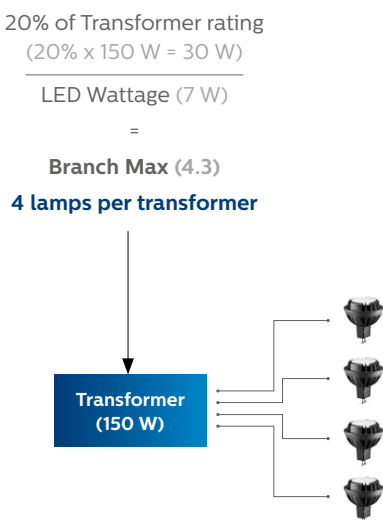 20% of Transformer rating
(20% x 150 W = 30 W)
LED Wattage (7 W)
=
Branch Max (4.3)
4 lamps per transformer
Transformer
(150 W)